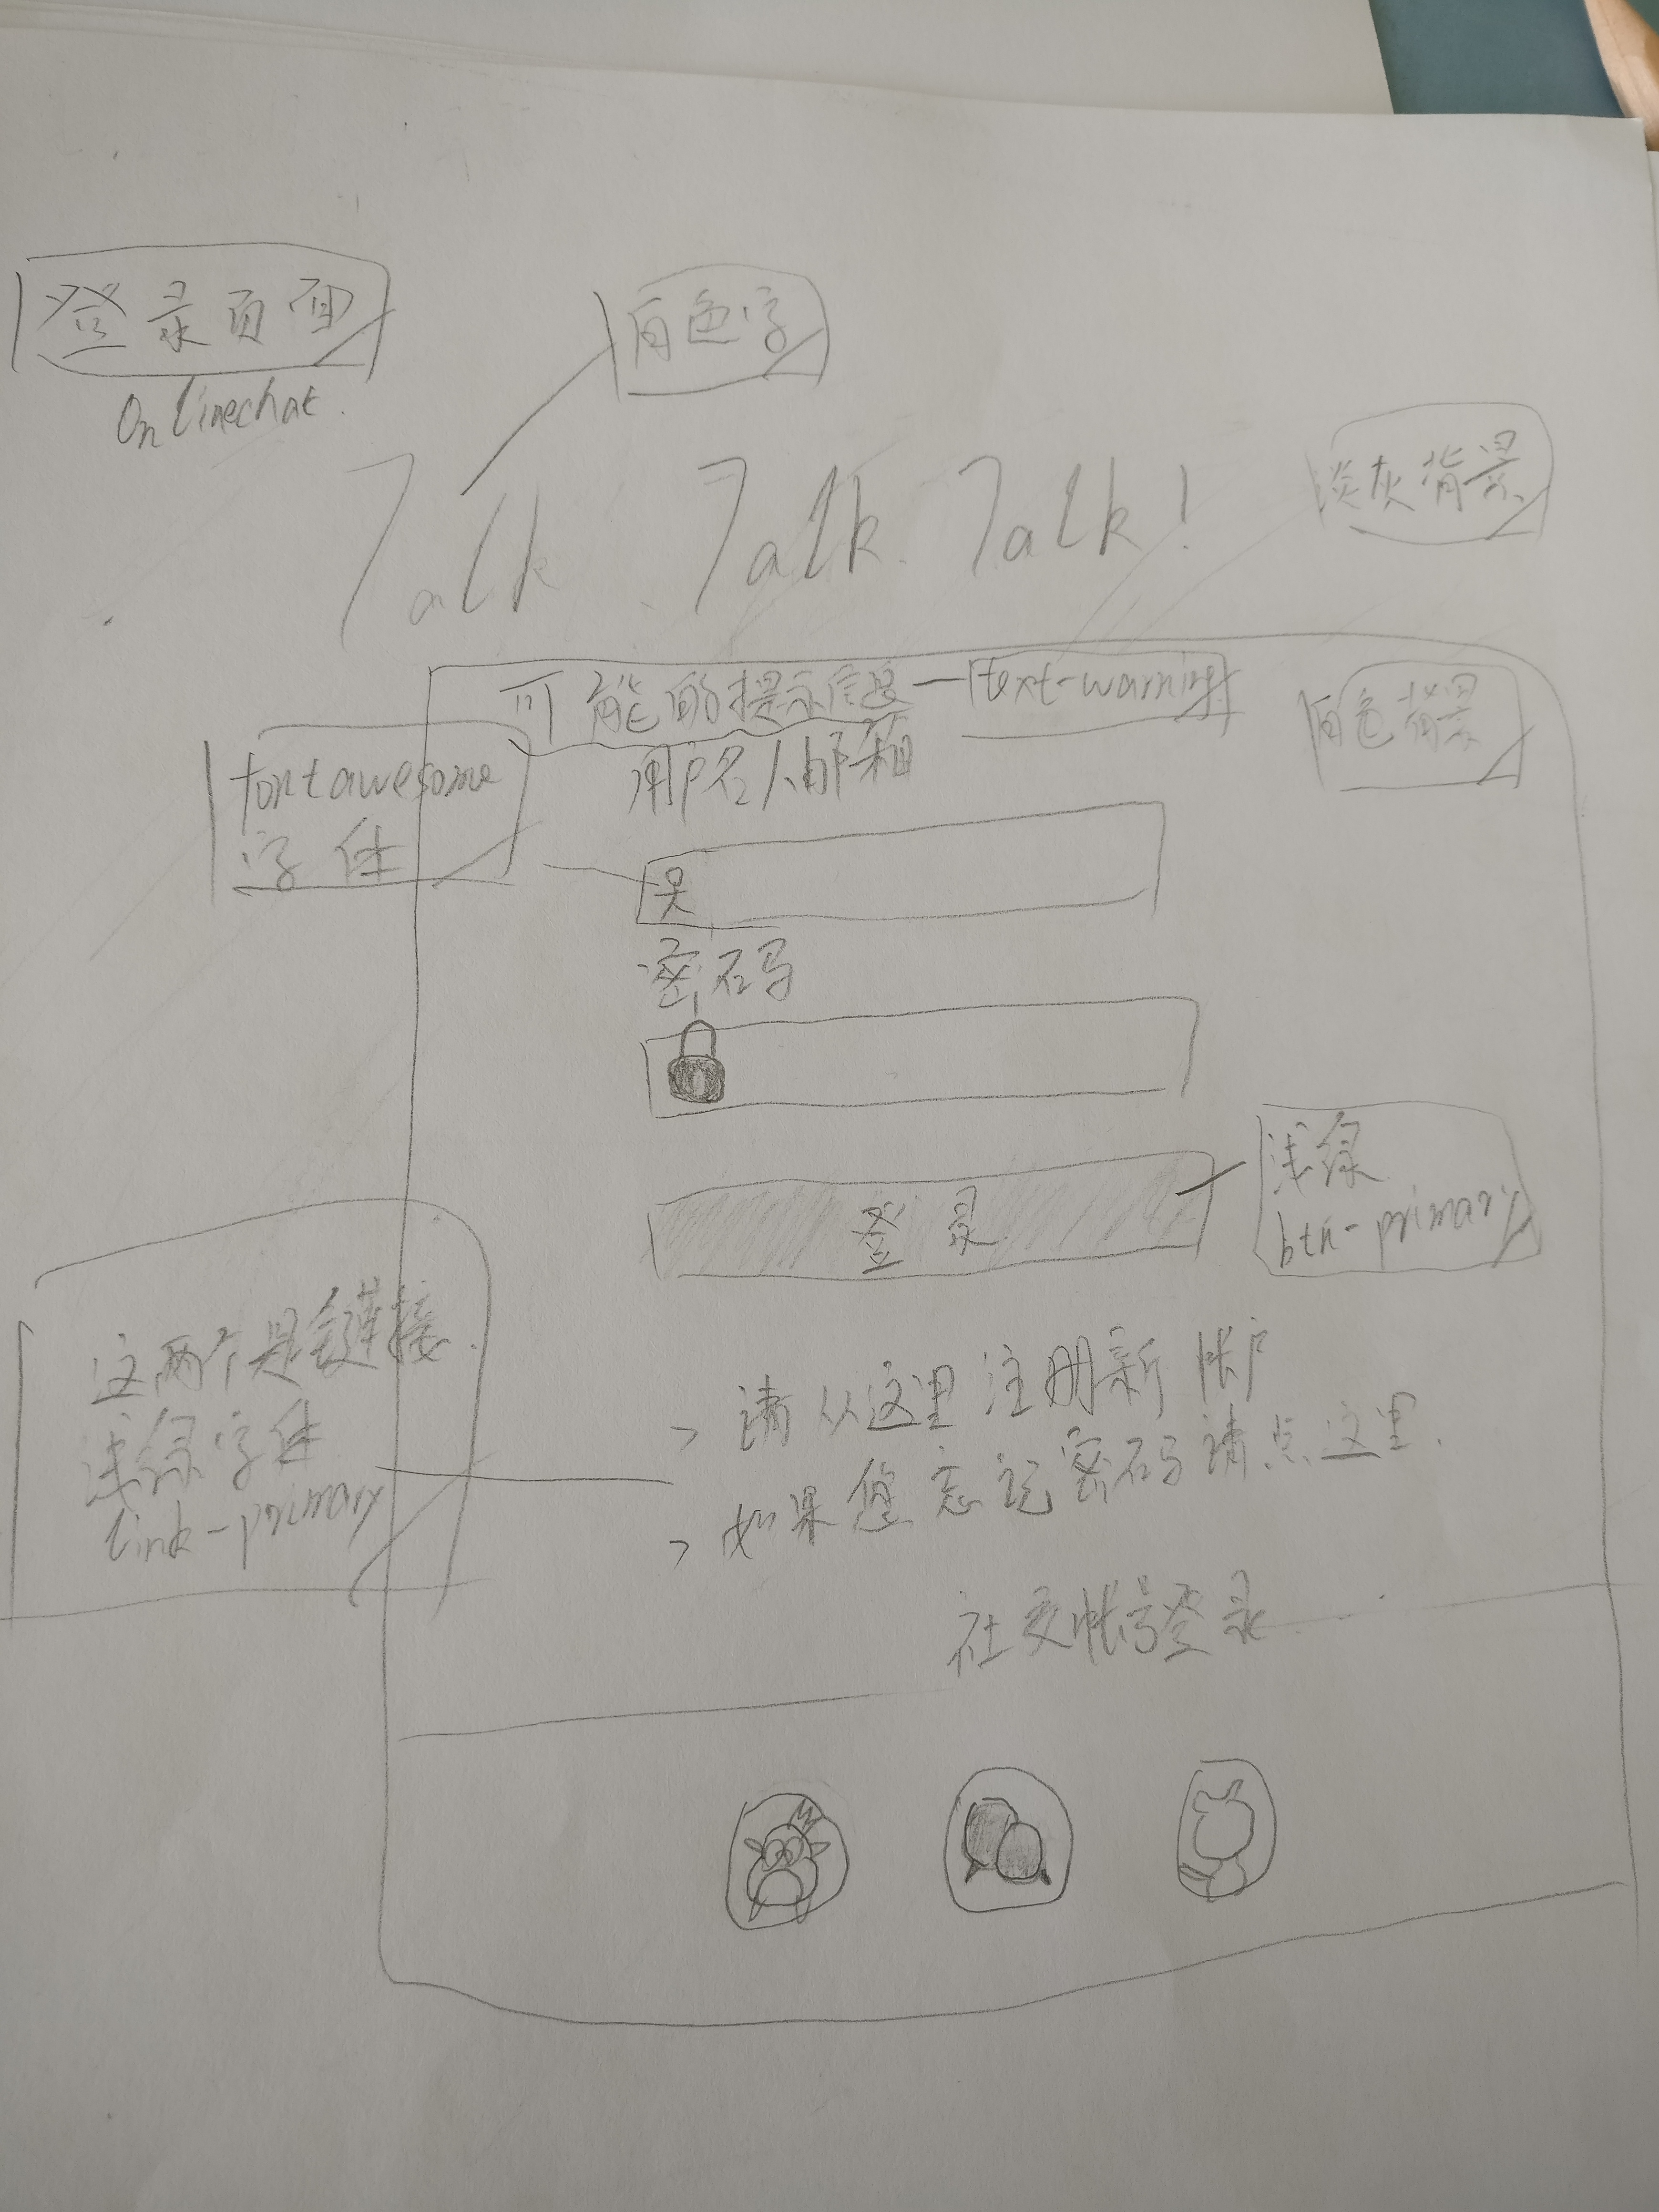 登录页面
Onlinechat.
白色字
淡灰背景
Talk. Talk. Talk!
可能的提示信息
text-warning
白色背景
fontawesome
字体
用户名/邮箱
密码
登录
浅绿
btn-primary
这两个是链接.
浅绿字体
link-primary
> 请从这里注册新帐户
> 如果您忘记密码请点这里.
社交帐号登录